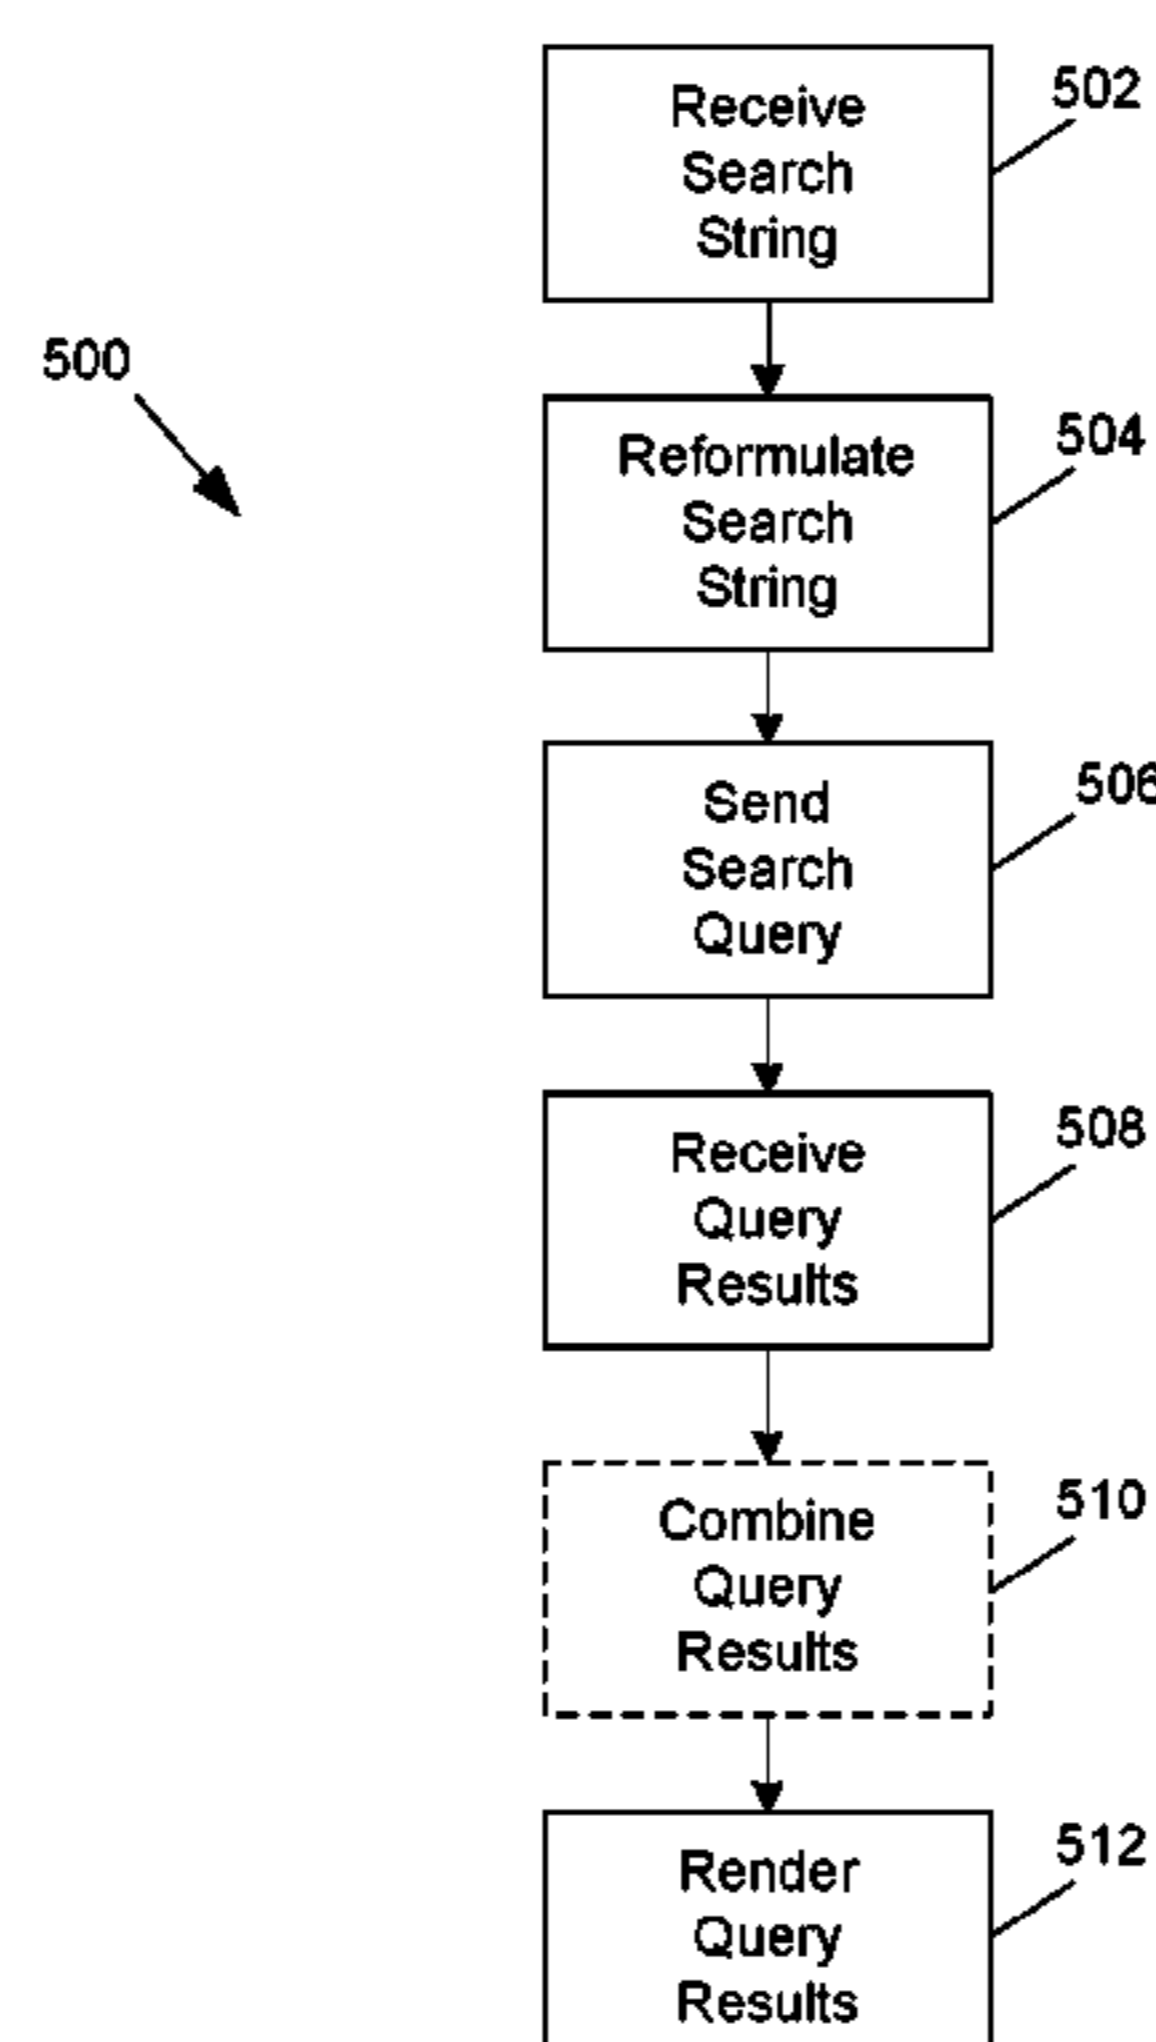 Receive
Search
String
502
500
Reformulate
Search
String
504
Send
Search
Query
506
Receive
Query
Results
508
Combine
Query
Results
510
Render
Query
Results
512